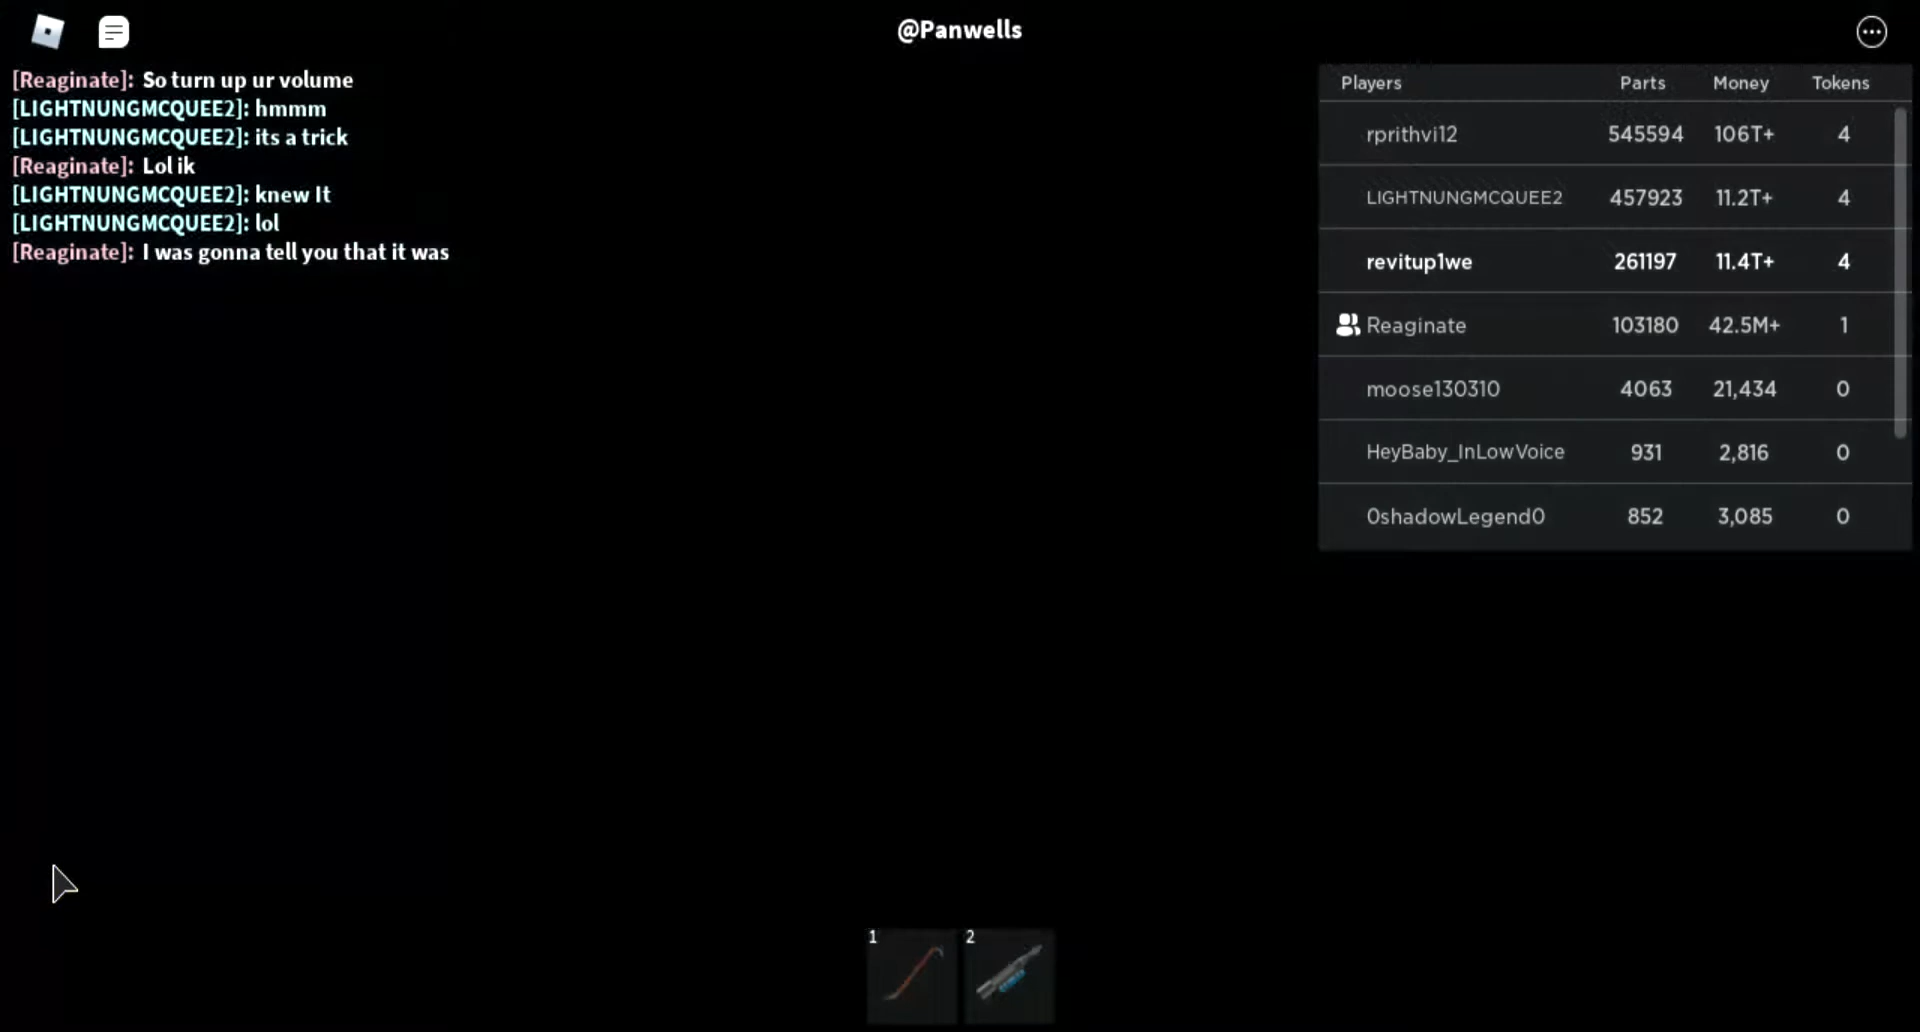 @Panwells
[Reaginate]: So turn up ur volume
[LIGHTNUNGMCQUEE2]: hmmm
[LIGHTNUNGMCQUEE2]: its a trick
[Reaginate]: Lol ik
[LIGHTNUNGMCQUEE2]: knew It
[LIGHTNUNGMCQUEE2]: lol
[Reaginate]: I was gonna tell you that it was
Players Parts Money Tokens
rprithvi12 545594 106T+ 4
LIGHTNUNGMCQUEE2 457923 11.2T+ 4
revitup1we 261197 11.4T+ 4
Reaginate 103180 42.5M+ 1
moose130310 4063 21,434 0
HeyBaby_InLowVoice 931 2,816 0
0shadowLegend0 852 3,085 0
1 2